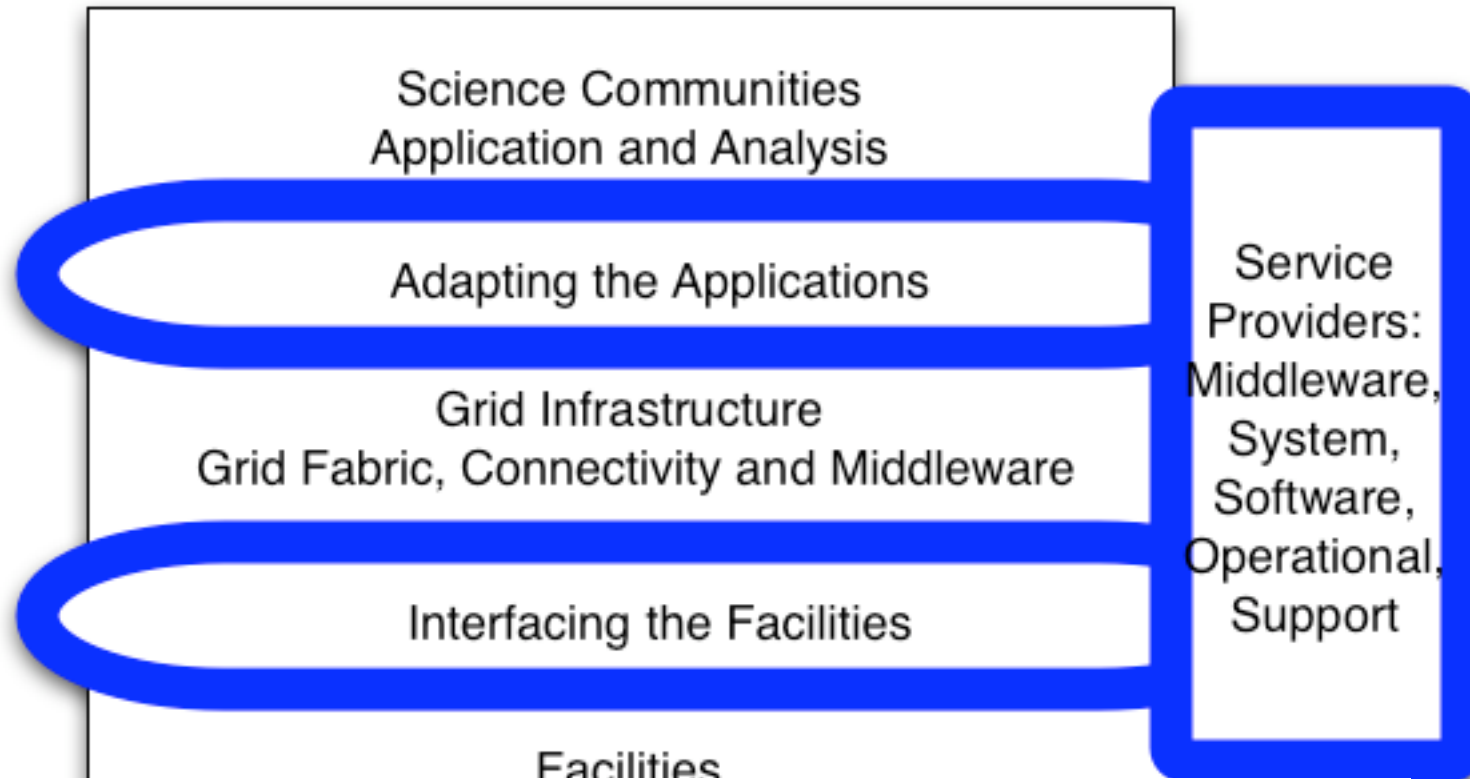 Science Communities
Application and Analysis
Adapting the Applications
Grid Infrastructure
Grid Fabric, Connectivity and Middleware
Interfacing the Facilities
Facilities
Service
Providers:
Middleware,
System,
Software,
Operational,
Support